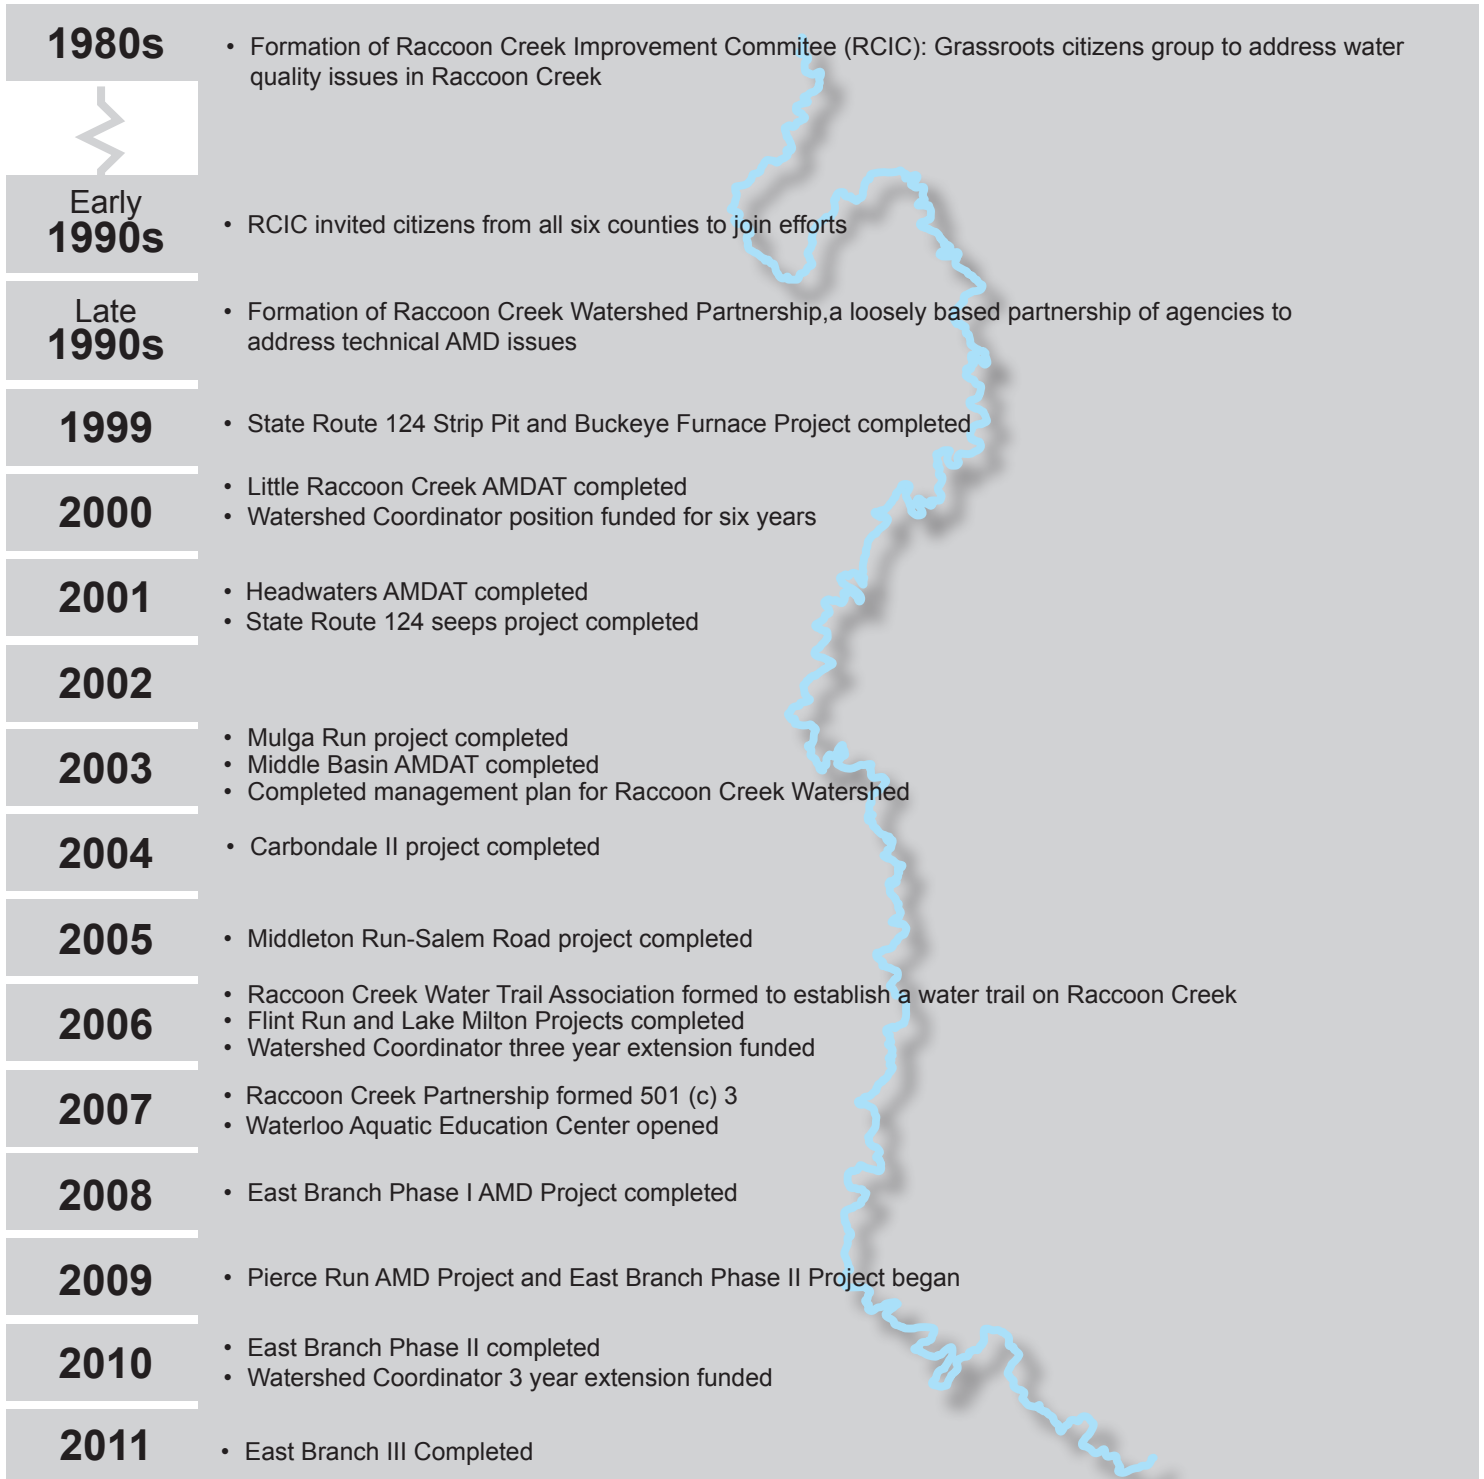 1980s
• Formation of Raccoon Creek Improvement Commitee (RCIC): Grassroots citizens group to address water
quality issues in Raccoon Creek
Early
1990s
• RCIC invited citizens from all six counties to join efforts
Late
1990s
• Formation of Raccoon Creek Watershed Partnership,a loosely based partnership of agencies to
address technical AMD issues
1999
• State Route 124 Strip Pit and Buckeye Furnace Project completed
2000
• Little Raccoon Creek AMDAT completed
• Watershed Coordinator position funded for six years
2001
• Headwaters AMDAT completed
• State Route 124 seeps project completed
2002
2003
• Mulga Run project completed
• Middle Basin AMDAT completed
• Completed management plan for Raccoon Creek Watershed
2004
• Carbondale II project completed
2005
• Middleton Run-Salem Road project completed
2006
• Raccoon Creek Water Trail Association formed to establish a water trail on Raccoon Creek
• Flint Run and Lake Milton Projects completed
• Watershed Coordinator three year extension funded
2007
• Raccoon Creek Partnership formed 501 (c) 3
• Waterloo Aquatic Education Center opened
2008
• East Branch Phase I AMD Project completed
2009
• Pierce Run AMD Project and East Branch Phase II Project began
2010
• East Branch Phase II completed
• Watershed Coordinator 3 year extension funded
2011
• East Branch III Completed